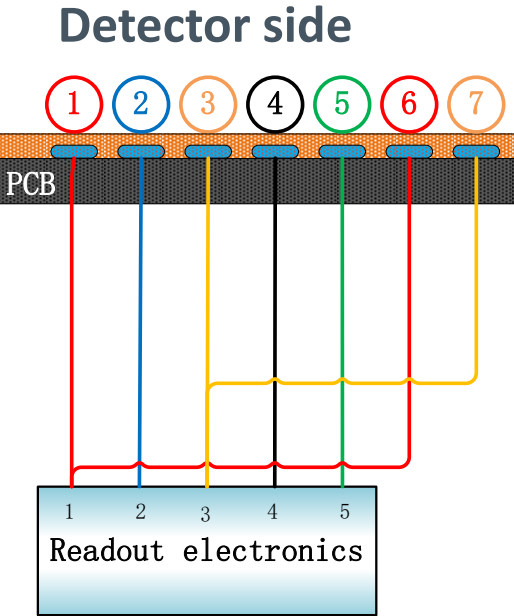 Detector side
1 2 3 4 5 6 7
PCB
1 2 3 4 5
Readout electronics